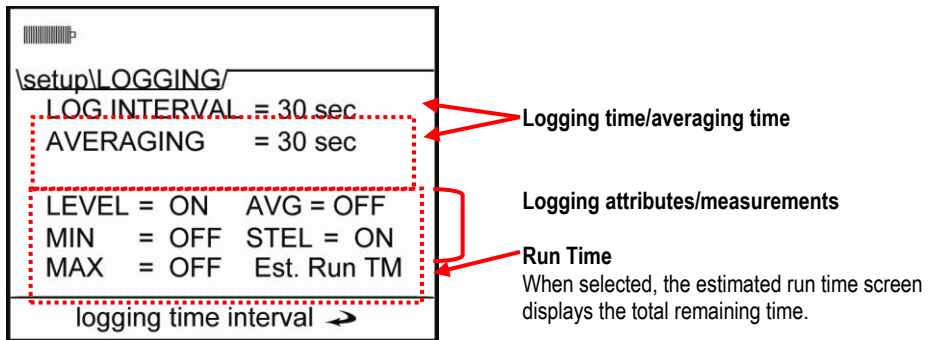 \setup\LOGGING/
LOG INTERVAL = 30 sec
AVERAGING = 30 sec
LEVEL = ON AVG = OFF
MIN = OFF STEL = ON
MAX = OFF Est. Run TM
logging time interval
Logging time/averaging time
Logging attributes/measurements
Run Time
When selected, the estimated run time screen
displays the total remaining time.